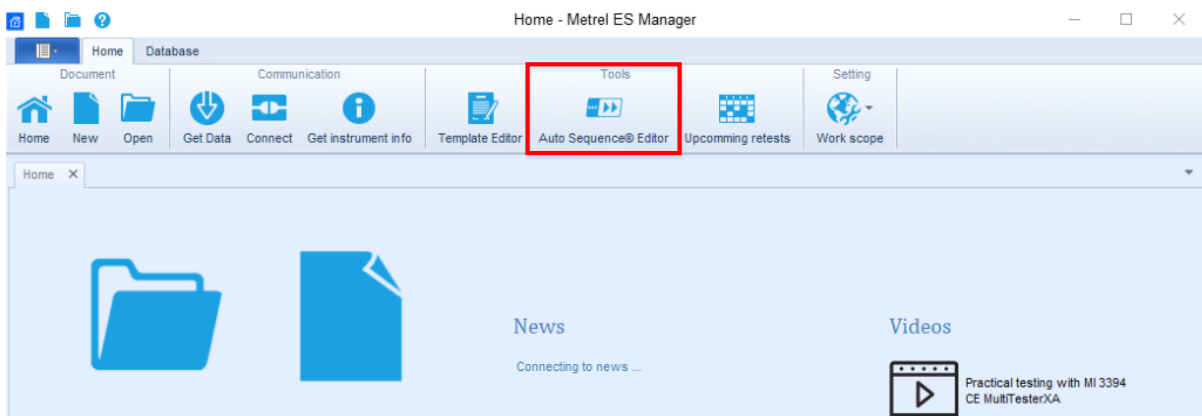 Home - Metrel ES Manager
Home Database
Document Communication Tools Setting
Home New Open Get Data Connect Get instrument info Template Editor Auto Sequence® Editor Upcomming retests Work scope
Home
News
Videos
Connecting to news ...
Practical testing with MI 3394
CE MultiTesterXA